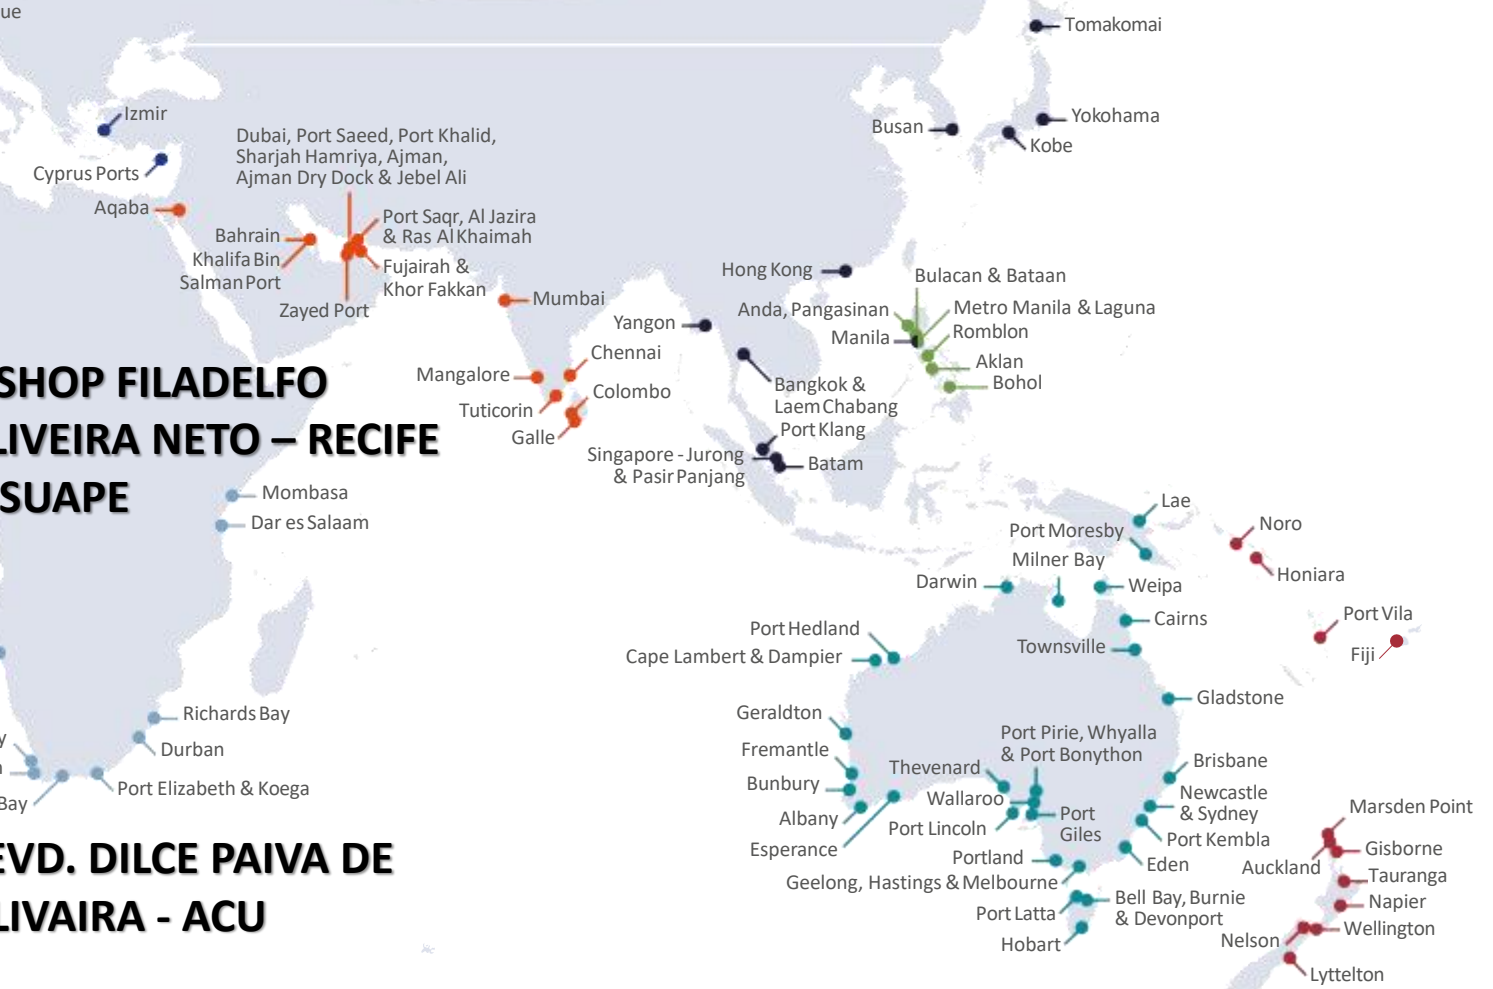 ue
Tomakomai
Izmir
Yokohama
Busan
Kobe
Cyprus Ports
Dubai, Port Saeed, Port Khalid,
Sharjah Hamriya, Ajman,
Ajman Dry Dock & Jebel Ali
Aqaba
Port Saqr, Al Jazira
& Ras Al Khaimah
Bahrain
Khalifa Bin
Salman Port
Fujairah &
Khor Fakkan
Zayed Port
Mumbai
Hong Kong
Bulacan & Bataan
Anda, Pangasinan
Metro Manila & Laguna
Manila
Romblon
Aklan
Bohol
Yangon
Chennai
Mangalore
Colombo
Tuticorin
Galle
Bangkok &
Laem Chabang
Port Klang
Singapore - Jurong
& Pasir Panjang
Batam
SHOP FILADELFO
LIVEIRA NETO – RECIFE
SUAPE
Mombasa
Dar es Salaam
Lae
Port Moresby
Noro
Honiara
Milner Bay
Darwin
Weipa
Cairns
Townsville
Port Vila
Fiji
Port Hedland
Cape Lambert & Dampier
Gladstone
Richards Bay
Durban
y
n
Bay
Port Elizabeth & Koega
Geraldton
Fremantle
Bunbury
Albany
Esperance
Port Pirie, Whyalla
& Port Bonython
Thevenard
Wallaroo
Port Lincoln
Port
Giles
Brisbane
Newcastle
& Sydney
Port Kembla
Eden
Portland
Geelong, Hastings & Melbourne
Port Latta
Bell Bay, Burnie
& Devonport
Hobart
Marsden Point
Auckland
Gisborne
Tauranga
Napier
Wellington
Nelson
Lyttelton
EVD. DILCE PAIVA DE
LIVAIRA - ACU